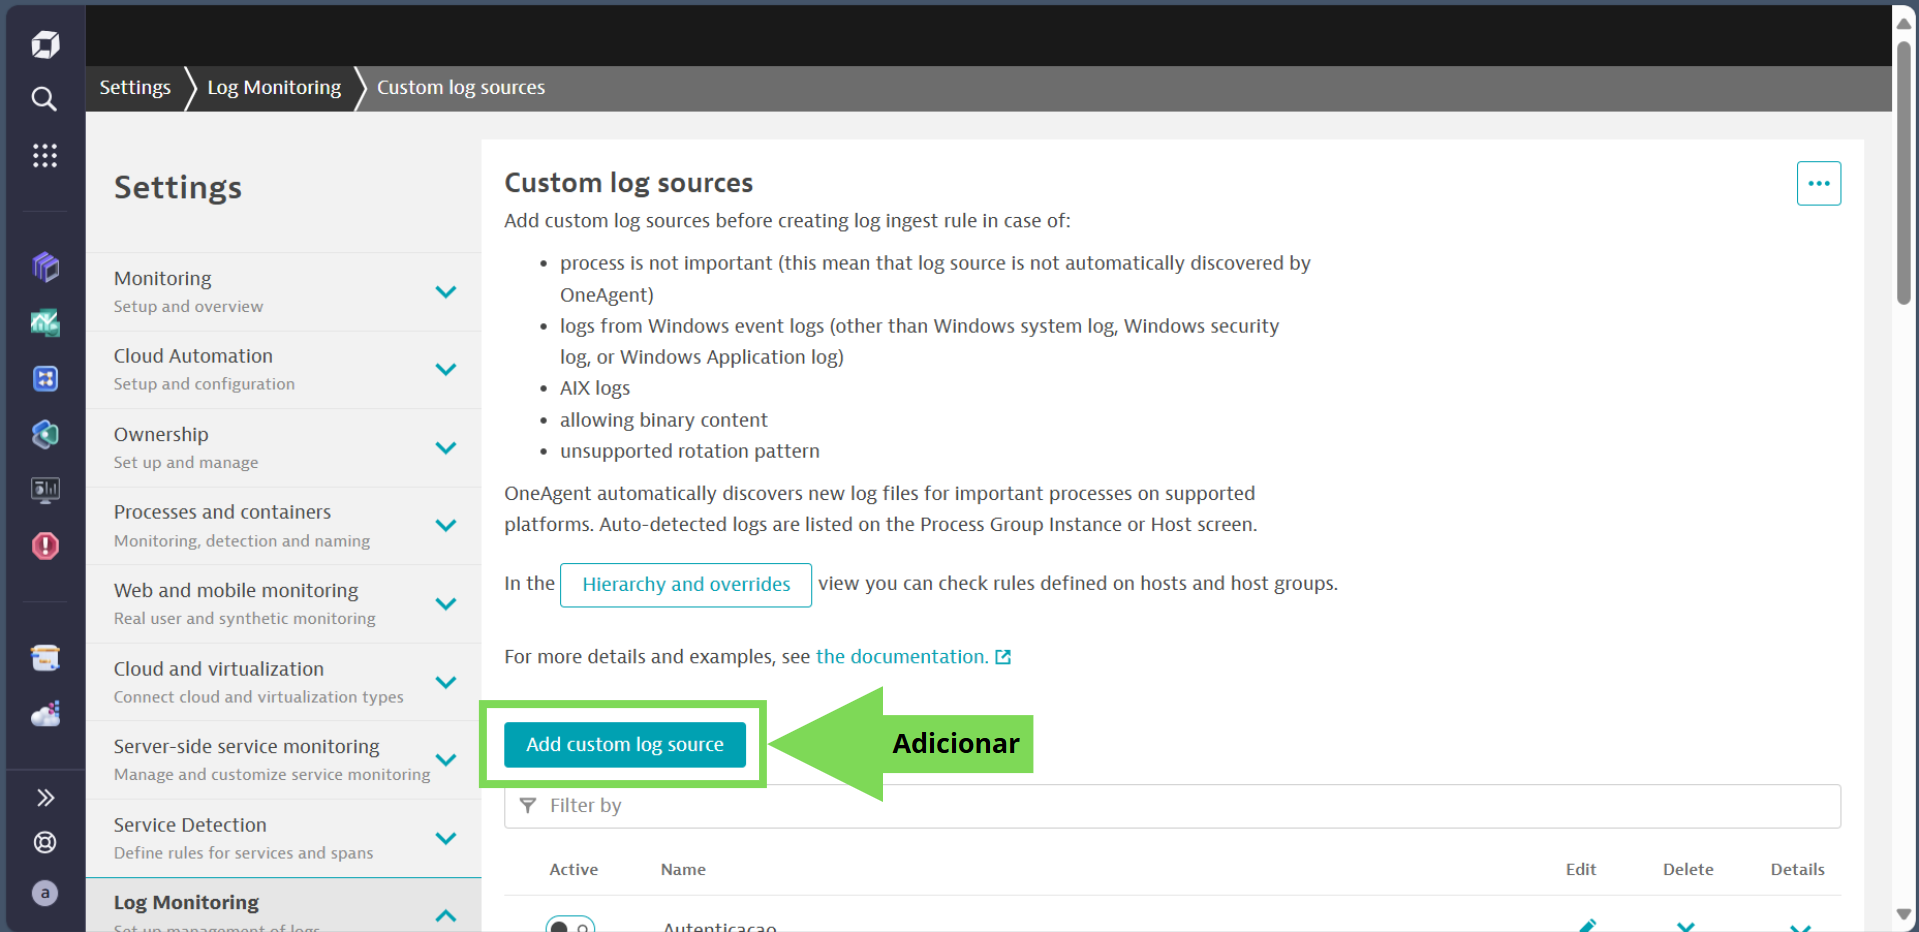 Settings
Log Monitoring
Custom log sources
Settings
Monitoring
Setup and overview
Cloud Automation
Setup and configuration
Ownership
Set up and manage
Processes and containers
Monitoring, detection and naming
Web and mobile monitoring
Real user and synthetic monitoring
Cloud and virtualization
Connect cloud and virtualization types
Server-side service monitoring
Manage and customize service monitoring
Service Detection
Define rules for services and spans
Log Monitoring
Set up management of logs
a
Custom log sources
Add custom log sources before creating log ingest rule in case of:
• process is not important (this mean that log source is not automatically discovered by
OneAgent)
• logs from Windows event logs (other than Windows system log, Windows security
log, or Windows Application log)
• AIX logs
• allowing binary content
• unsupported rotation pattern
OneAgent automatically discovers new log files for important processes on supported
platforms. Auto-detected logs are listed on the Process Group Instance or Host screen.
In the Hierarchy and overrides view you can check rules defined on hosts and host groups.
For more details and examples, see the documentation.
Add custom log source
Adicionar
Filter by
Active Name Edit Delete Details
Autenticacao